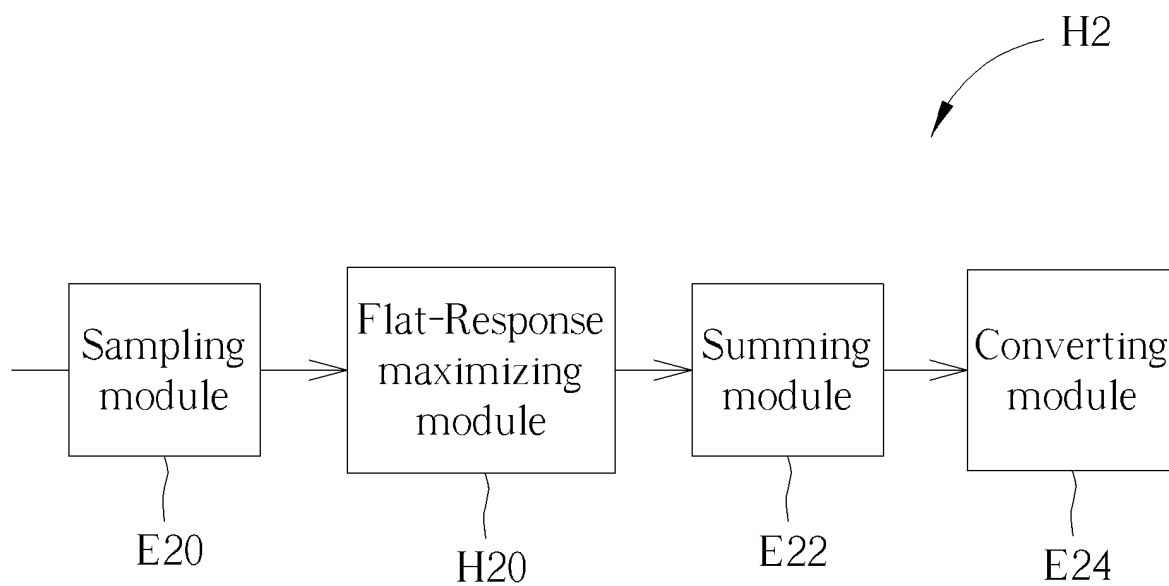 H2
Sampling
module
Flat-Response
maximizing
module
Summing
module
Converting
module
E20
H20
E22
E24